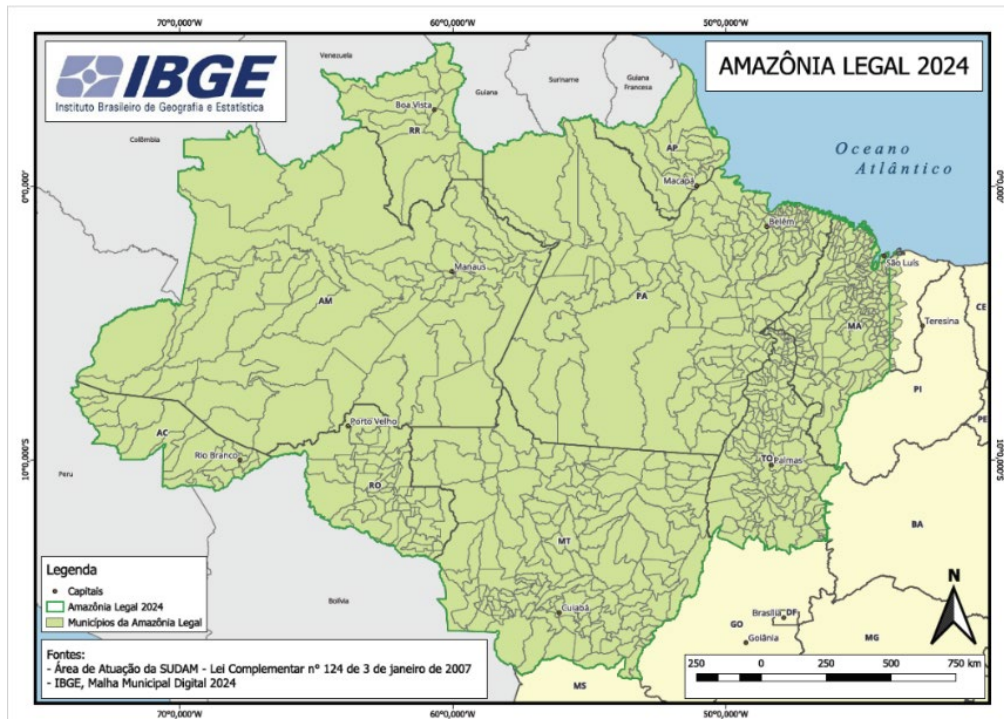 70°0,000'W 60°0,000'W 50°0,000'W
IBGE
Instituto Brasileiro de Geografia e Estatística
AMAZÔNIA LEGAL 2024
Venezuela
Suriname
Guiana Francesa
Guiana
Colômbia
Boa Vista
RR
AP
Oceano
Atlântico
0°0,000'
0°0,000'
Macapá
Belém
São Luís
Manaus
AM
PA
MA
CE
Teresina
PI
PE
Porto Velho
AC
Rio Branco
10°0,000'S
10°0,000'S
Peru
RO
TO
Palmas
BA
MT
Legenda
Capitais
Amazônia Legal 2024
Municípios da Amazônia Legal
Bolívia
Cuiabá
Brasília
DF
GO
Goiânia
MG
MS
N
Fontes:
- Área de Atuação da SUDAM - Lei Complementar n° 124 de 3 de janeiro de 2007
- IBGE, Malha Municipal Digital 2024
250 0 250 500 750 km
70°0,000'W 60°0,000'W 50°0,000'W